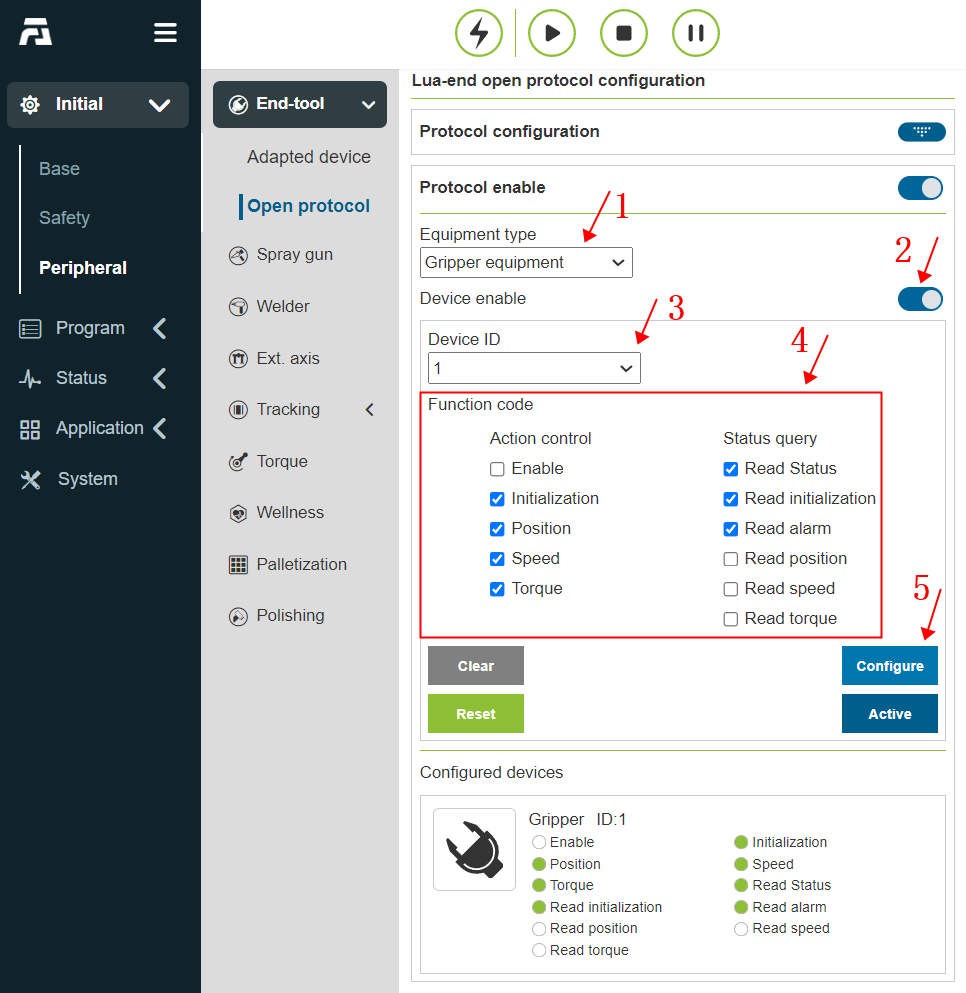 Initial
Base
Safety
Peripheral
Program
Status
Application
System
End-tool
Adapted device
Open protocol
Spray gun
Welder
Ext. axis
Tracking
Torque
Wellness
Palletization
Polishing
Lua-end open protocol configuration
Protocol configuration
Protocol enable
1
Equipment type
Gripper equipment
2
Device enable
3
Device ID
1
4
Function code
Action control
Enable
Initialization
Position
Speed
Torque
Status query
Read Status
Read initialization
Read alarm
Read position
Read speed
Read torque
5
Clear
Configure
Reset
Active
Configured devices
Gripper ID:1
Enable
Initialization
Position
Speed
Torque
Read Status
Read initialization
Read alarm
Read position
Read speed
Read torque